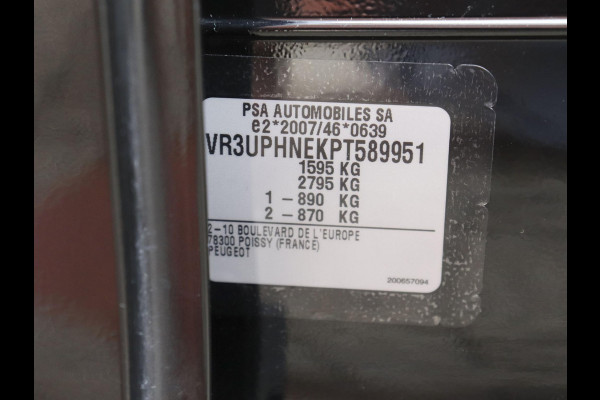 PSA AUTOMOBILES SA
e2*2007/46*0639
VR3UPHNEKPT589951
1595 KG
2795 KG
1 – 890 KG
2 – 870 KG
2-10 BOULEVARD DE L'EUROPE
78300 POISSY (FRANCE)
PEUGEOT
200657094